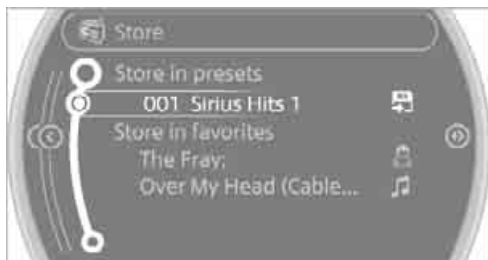 Store
Store in presets
001 Sirius Hits 1
Store in favorites
The Fray:
Over My Head (Cable...